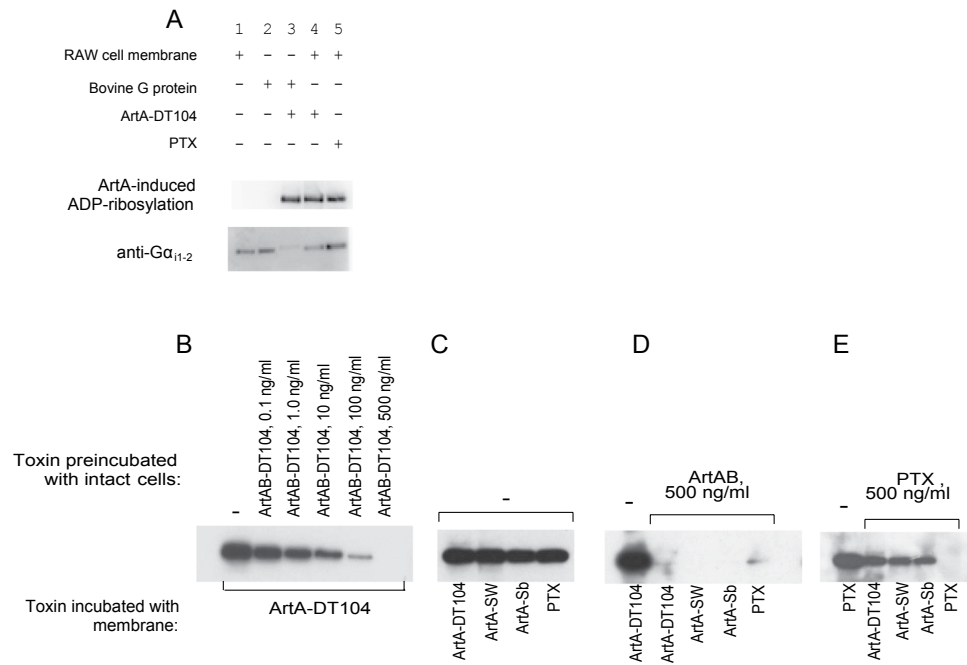 A
1 2 3 4 5
RAW cell membrane + – – + +
Bovine G protein – + + – –
ArtA-DT104 – – + + –
PTX – – – – +
ArtA-induced
ADP-ribosylation
anti-Gαi1-2
B
C
D
E
Toxin preincubated
with intact cells:
–
ArtAB-DT104, 0.1 ng/ml
ArtAB-DT104, 1.0 ng/ml
ArtAB-DT104, 10 ng/ml
ArtAB-DT104, 100 ng/ml
ArtAB-DT104, 500 ng/ml
–
–
ArtAB,
500 ng/ml
–
PTX ,
500 ng/ml
Toxin incubated with
membrane:
ArtA-DT104
ArtA-DT104
ArtA-SW
ArtA-Sb
PTX
ArtA-DT104
ArtA-DT104
ArtA-SW
ArtA-Sb
PTX
PTX
ArtA-DT104
ArtA-SW
ArtA-Sb
PTX